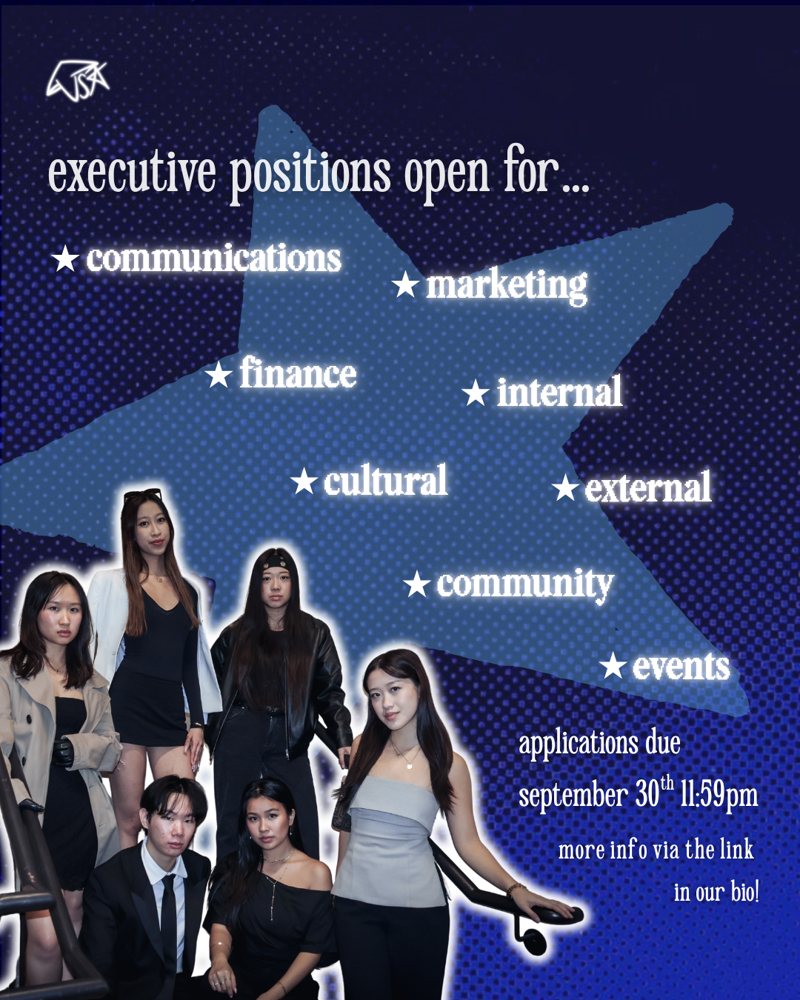 executive positions open for...
★ communications
★ marketing
★ finance
★ internal
★ cultural
★ external
★ community
★ events
applications due
september 30th 11:59pm
more info via the link
in our bio!